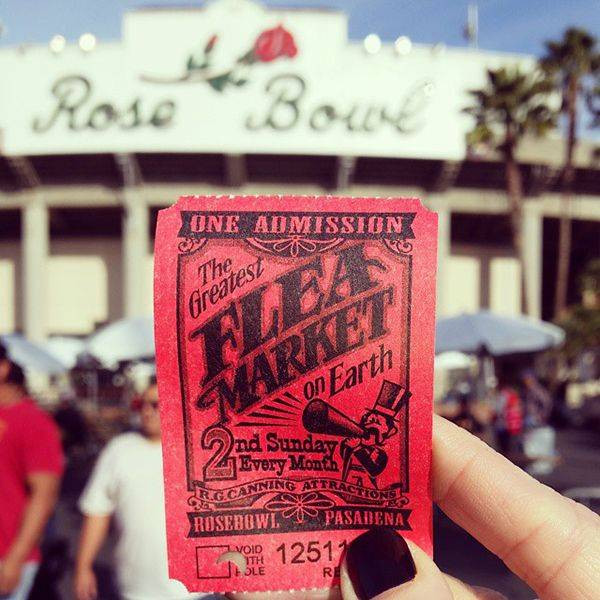 Rose Bowl
ONE ADMISSION
The
Greatest
FLEA
MARKET
on Earth
2nd Sunday
Every Month
R.G. CANNING ATTRACTIONS
ROSEBOWL PASADENA
VOID
12511